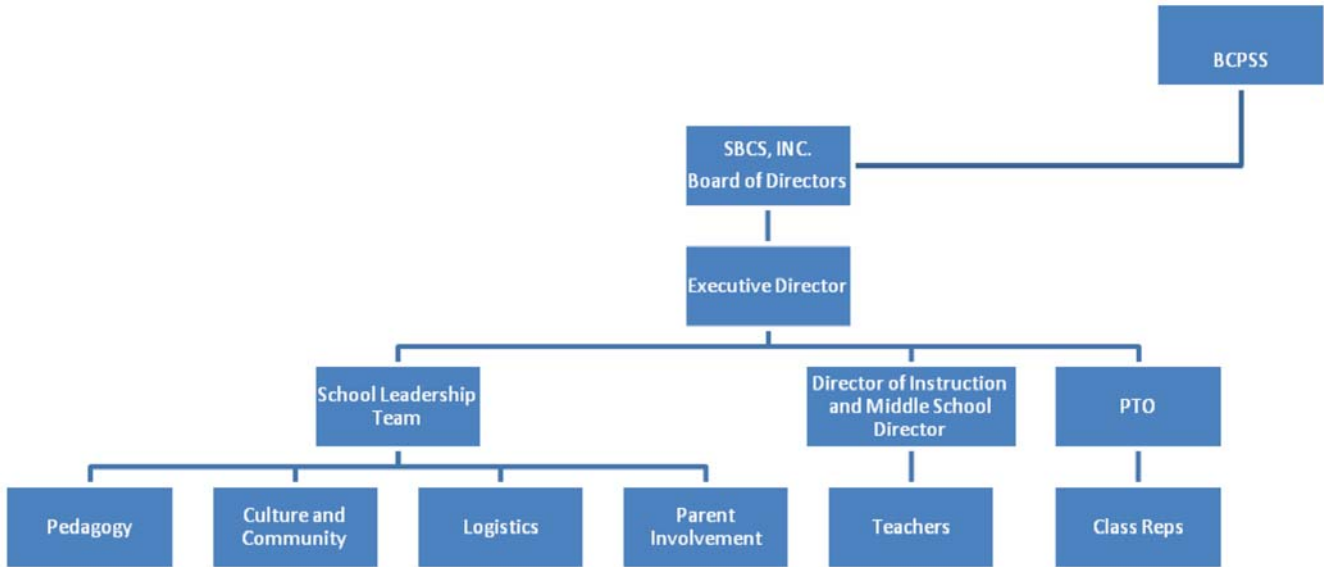 BCPSS
SBCS, INC.
Board of Directors
Executive Director
School Leadership
Team
Director of Instruction
and Middle School
Director
PTO
Pedagogy
Culture and
Community
Logistics
Parent
Involvement
Teachers
Class Reps